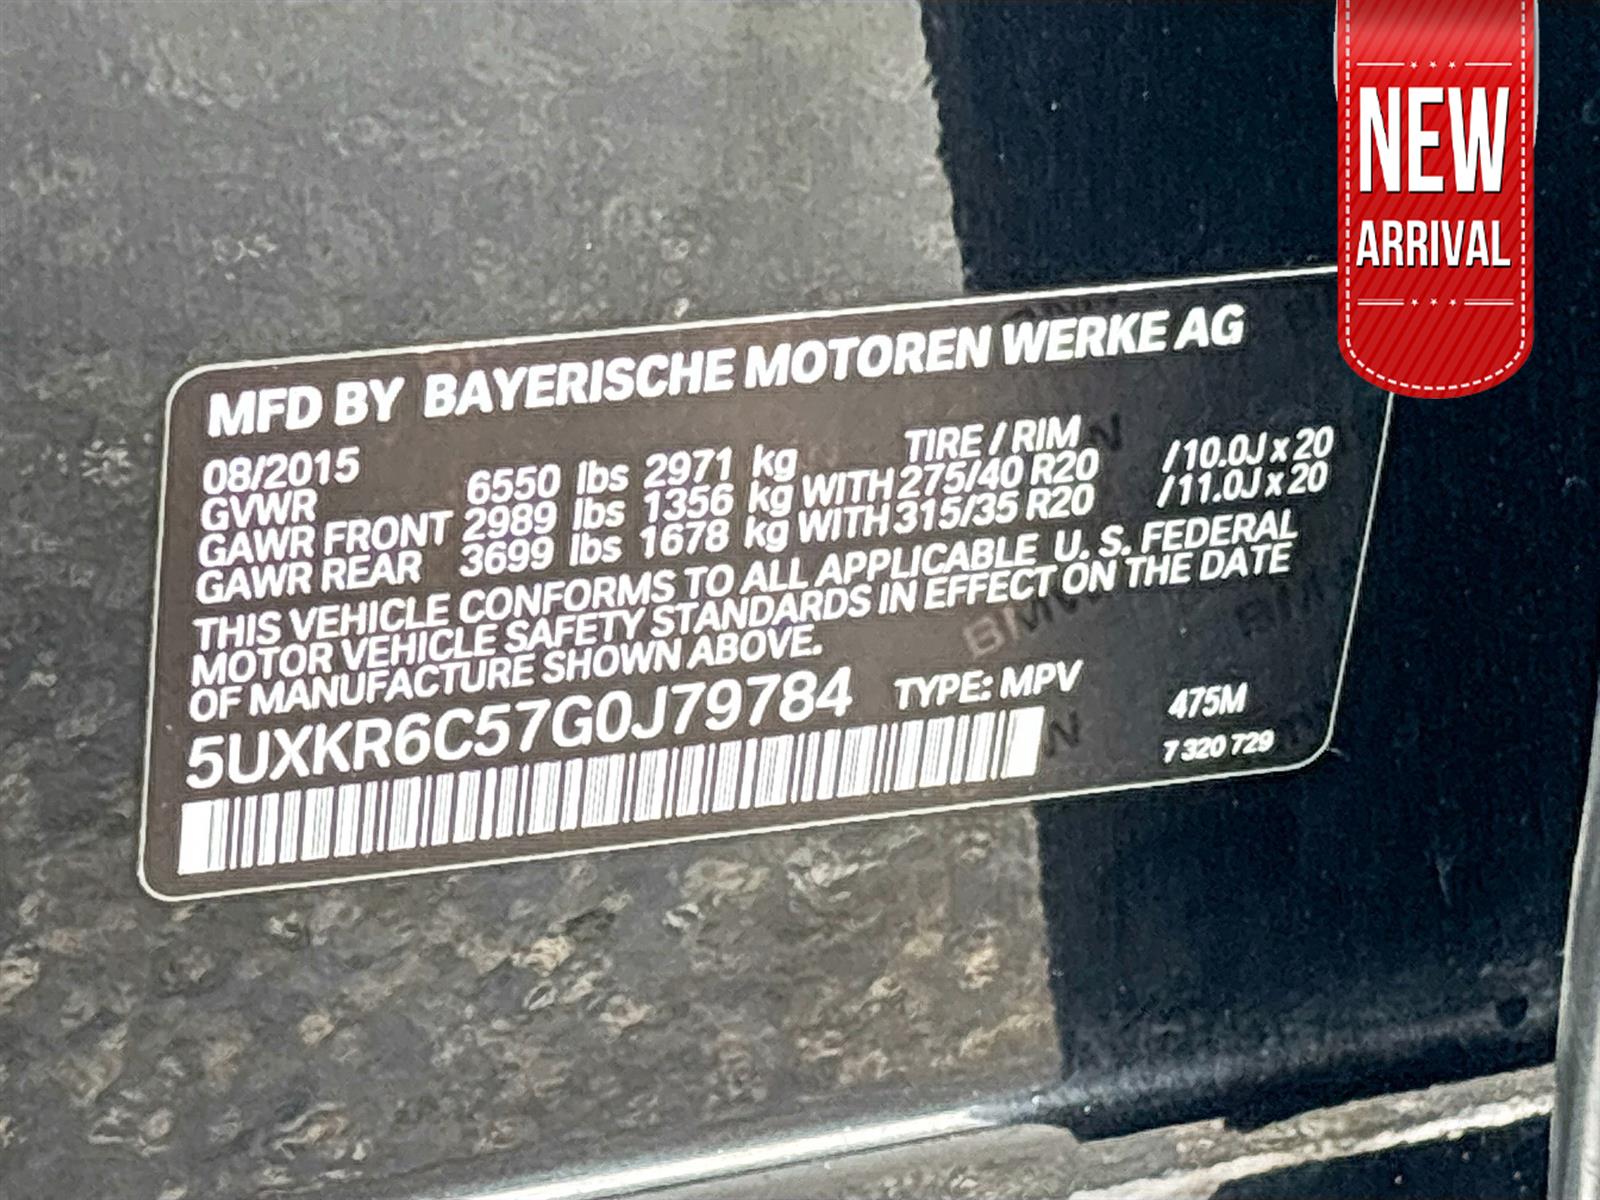 NEW
ARRIVAL
MFD BY BAYERISCHE MOTOREN WERKE AG
08/2015 TIRE / RIM
GVWR 6550 lbs 2971 kg
GAWR FRONT 2989 lbs 1356 kg WITH 275/40 R20 /10.0J x 20
GAWR REAR 3699 lbs 1678 kg WITH 315/35 R20 /11.0J x 20
THIS VEHICLE CONFORMS TO ALL APPLICABLE U. S. FEDERAL
MOTOR VEHICLE SAFETY STANDARDS IN EFFECT ON THE DATE
OF MANUFACTURE SHOWN ABOVE.
5UXKR6C57G0J79784 TYPE: MPV 475M
7 320 729
BMW